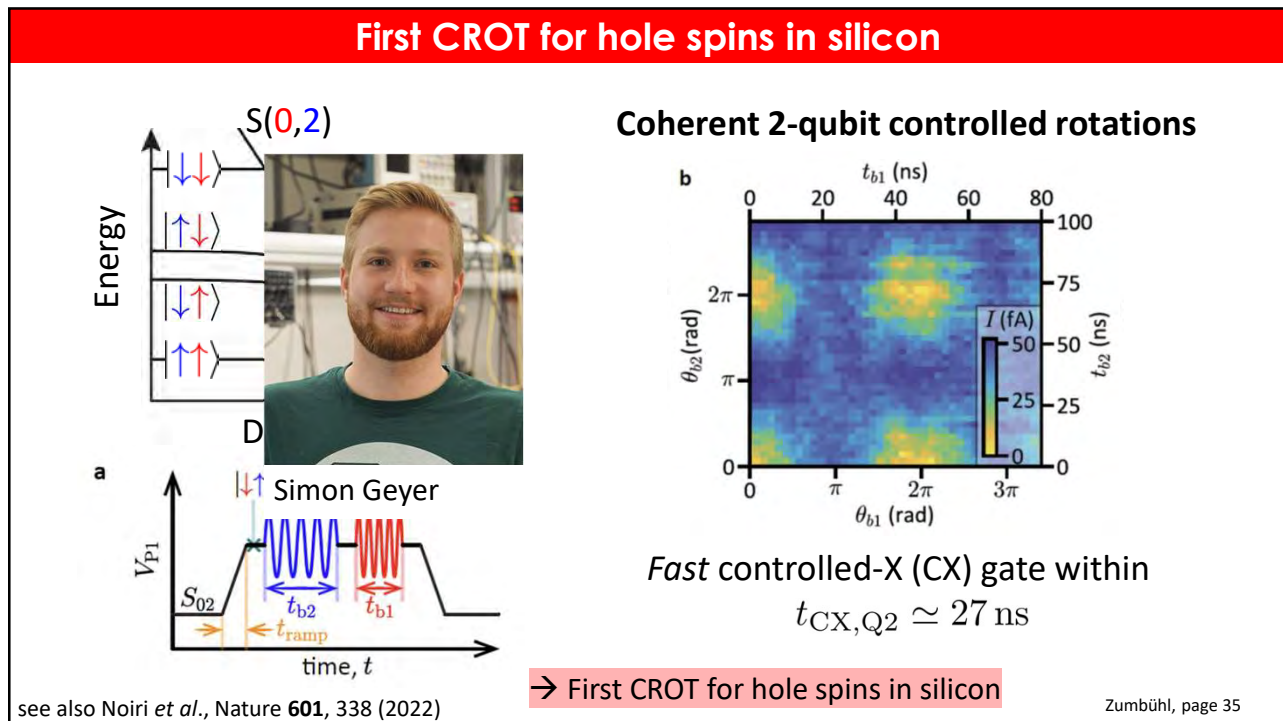 First CROT for hole spins in silicon
S(0,2)
Energy
|↓↓⟩
|↑↓⟩
|↓↑⟩
|↑↑⟩
D
Simon Geyer
a
|↓↑
V_P1
S_02
t_b2
t_b1
t_ramp
time, t
Coherent 2-qubit controlled rotations
b
t_b1 (ns)
0 20 40 60 80
100
75
50
25
0
t_b2 (ns)
2π
π
0
θ_b2 (rad)
I (fA)
50
25
0
0 π 2π 3π
θ_b1 (rad)
Fast controlled-X (CX) gate within
t_CX,Q2 ≃ 27 ns
→ First CROT for hole spins in silicon
see also Noiri et al., Nature 601, 338 (2022)
Zumbühl, page 35